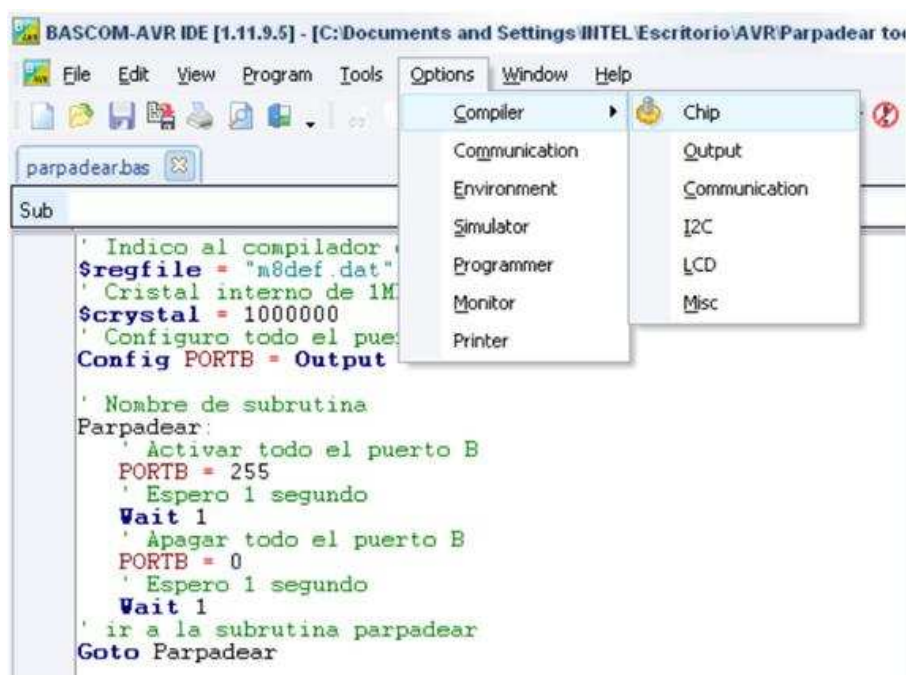 BASCOM-AVR IDE [1.11.9.5] - [C:\Documents and Settings\INTEL\Escritorio\AVR\Parpadear
File Edit View Program Tools Options Window Help
Compiler Chip
parpadear.bas Communication Output
Environment Communication
Sub
Simulator I2C
' Indico al compilador
$regfile = "m8def.dat" Programmer LCD
' Cristal interno de
$crystal = 1000000 Monitor Misc
' Configuro todo el
Config PORTB = Output Printer
' Nombre de subrutina
Parpadear:
' Activar todo el puerto B
PORTB = 255
' Espero 1 segundo
Wait 1
' Apagar todo el puerto B
PORTB = 0
' Espero 1 segundo
Wait 1
' ir a la subrutina parpadear
Goto Parpadear